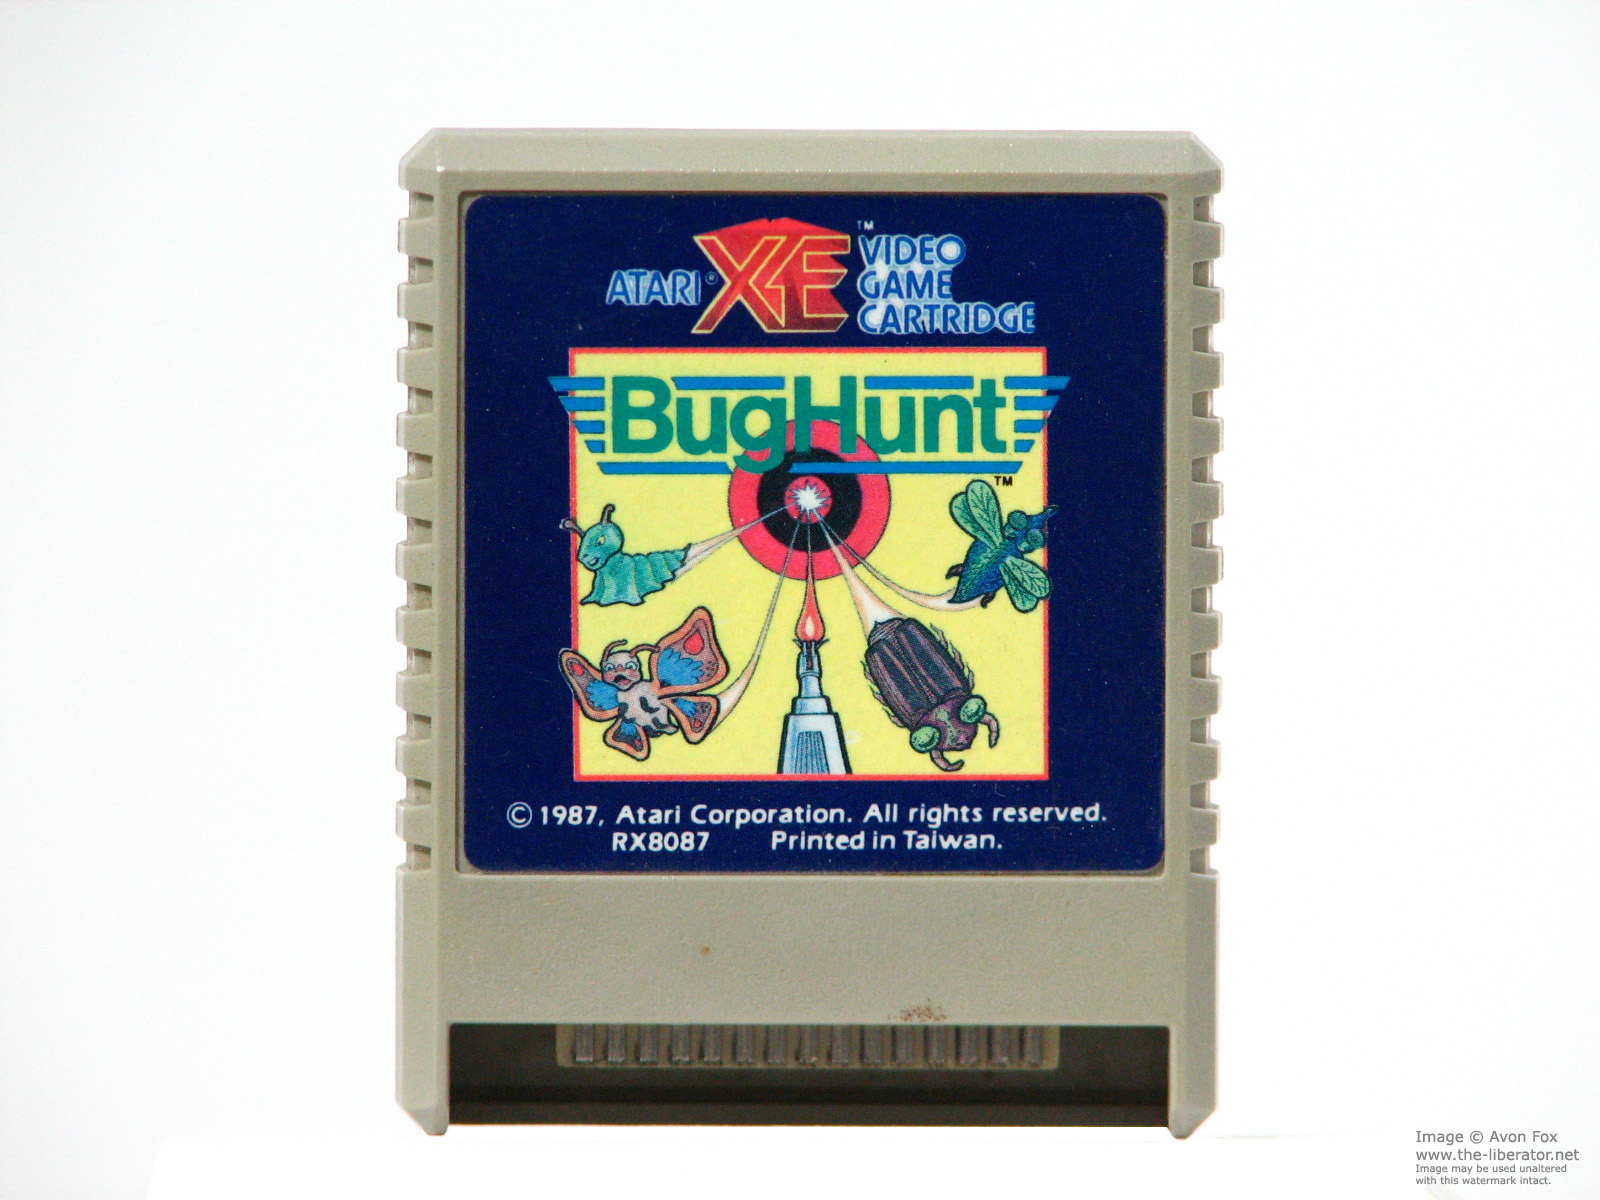 ATARI® XE™ VIDEO
GAME
CARTRIDGE
BugHunt
TM
© 1987, Atari Corporation. All rights reserved.
RX8087 Printed in Taiwan.
Image © Avon Fox
www.the-liberator.net
Image may be used unaltered
with this watermark intact.